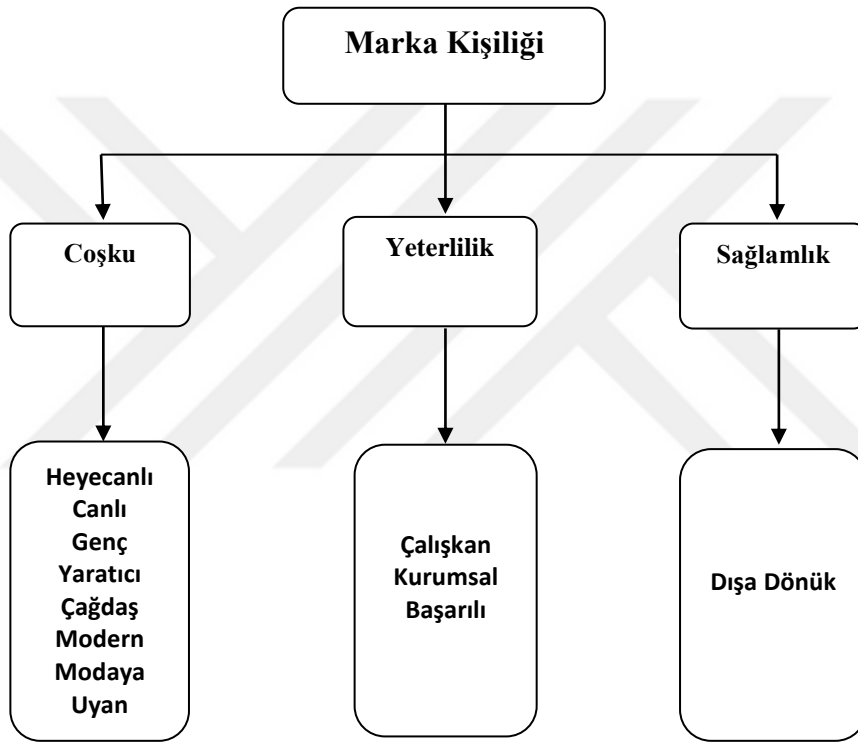 Marka Kişiliği
Coşku
Yeterlilik
Sağlamlık
Heyecanlı
Canlı
Genç
Yaratıcı
Çağdaş
Modern
Modaya
Uyan
Çalışkan
Kurumsal
Başarılı
Dışa Dönük